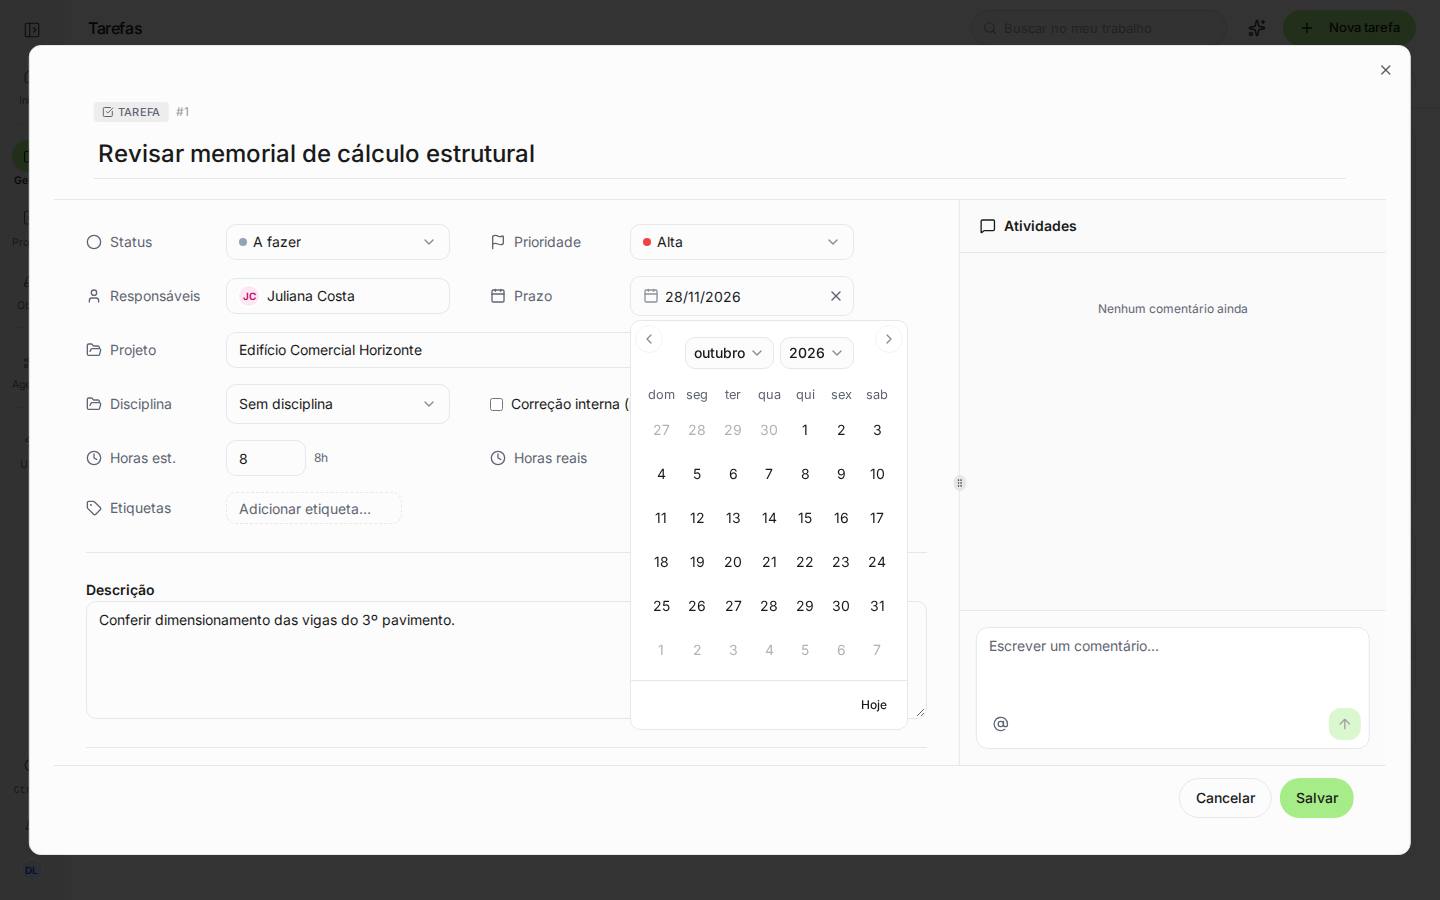 Tarefas
Buscar no meu trabalho
Nova tarefa
TAREFA #1
Revisar memorial de cálculo estrutural
Status
A fazer
Prioridade
Alta
Responsáveis
JC Juliana Costa
Prazo
28/11/2026
Projeto
Edifício Comercial Horizonte
Disciplina
Sem disciplina
Correção interna (
Horas est.
8
8h
Horas reais
Etiquetas
Adicionar etiqueta...
outubro 2026
dom seg ter qua qui sex sab
27 28 29 30 1 2 3
4 5 6 7 8 9 10
11 12 13 14 15 16 17
18 19 20 21 22 23 24
25 26 27 28 29 30 31
1 2 3 4 5 6 7
Hoje
Descrição
Conferir dimensionamento das vigas do 3º pavimento.
Atividades
Nenhum comentário ainda
Escrever um comentário...
@
Cancelar
Salvar
DL